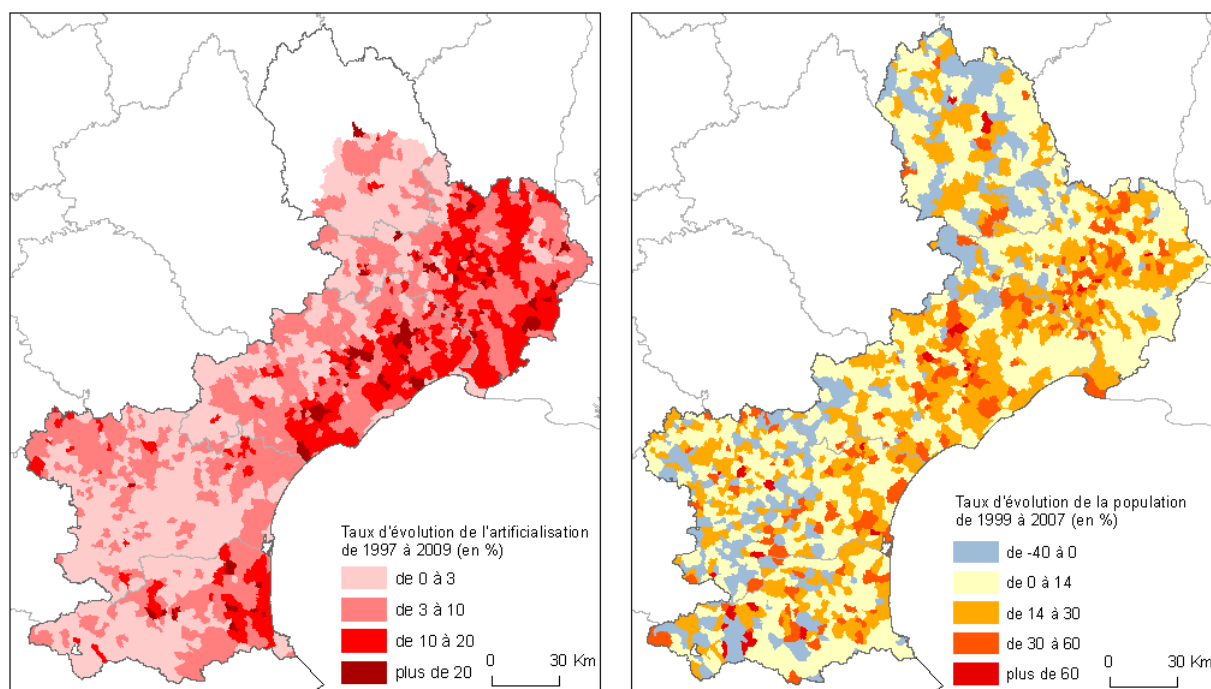 Taux d'évolution de l'artificialisation
de 1997 à 2009 (en %)
de 0 à 3
de 3 à 10
de 10 à 20
plus de 20
0 30 Km
Taux d'évolution de la population
de 1999 à 2007 (en %)
de -40 à 0
de 0 à 14
de 14 à 30
de 30 à 60
plus de 60
0 30 Km